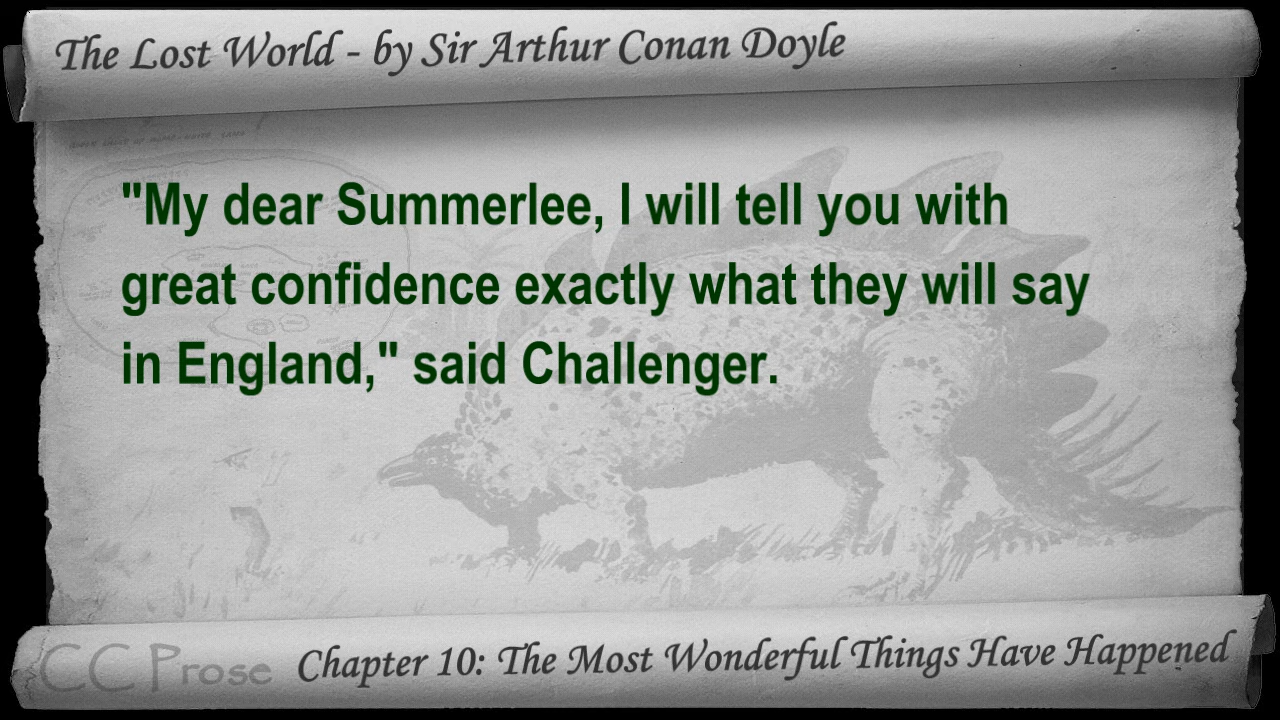 The Lost World - by Sir Arthur Conan Doyle
"My dear Summerlee, I will tell you with
great confidence exactly what they will say
in England," said Challenger.
CC Prose
Chapter 10: The Most Wonderful Things Have Happened